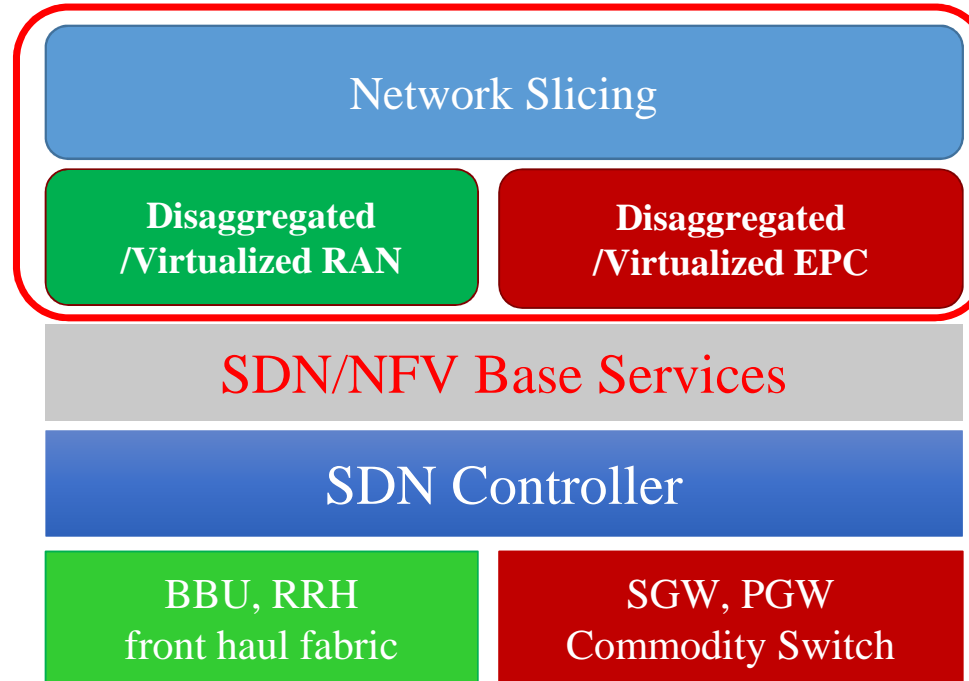 Network Slicing
Disaggregated
/Virtualized RAN
Disaggregated
/Virtualized EPC
SDN/NFV Base Services
SDN Controller
BBU, RRH
front haul fabric
SGW, PGW
Commodity Switch